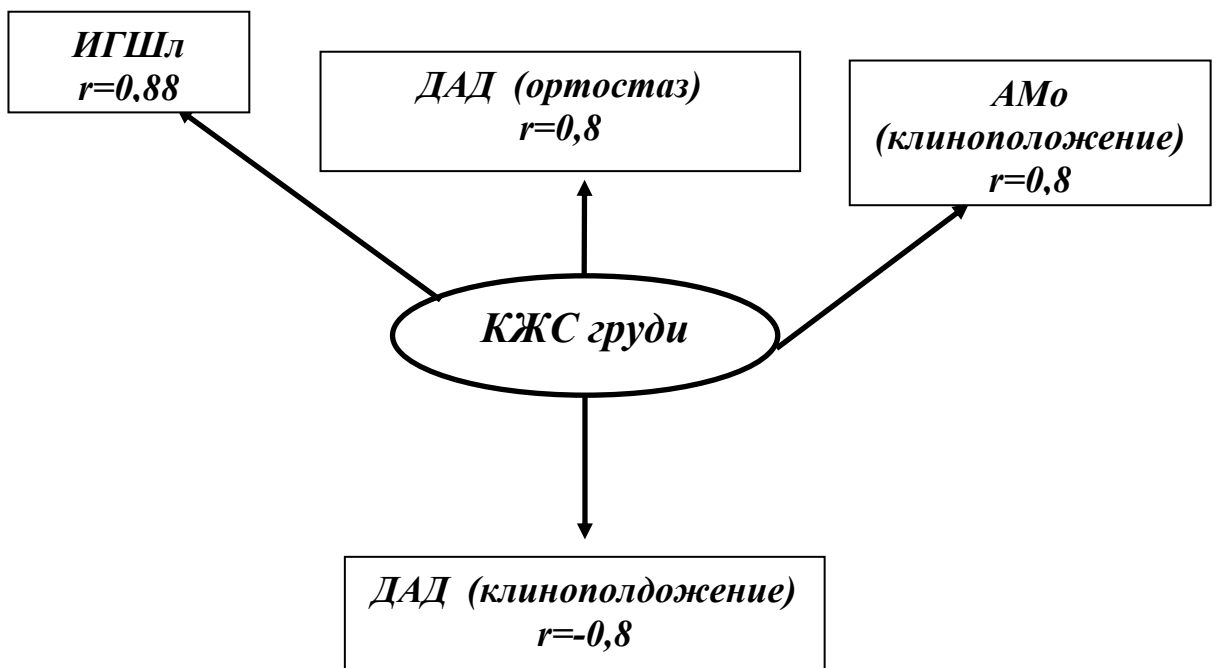 ИГШл
r=0,88
ДАД (ортостаз)
r=0,8
АМо
(клиноположение)
r=0,8
КЖС груди
ДАД (клинополдожение)
r=-0,8